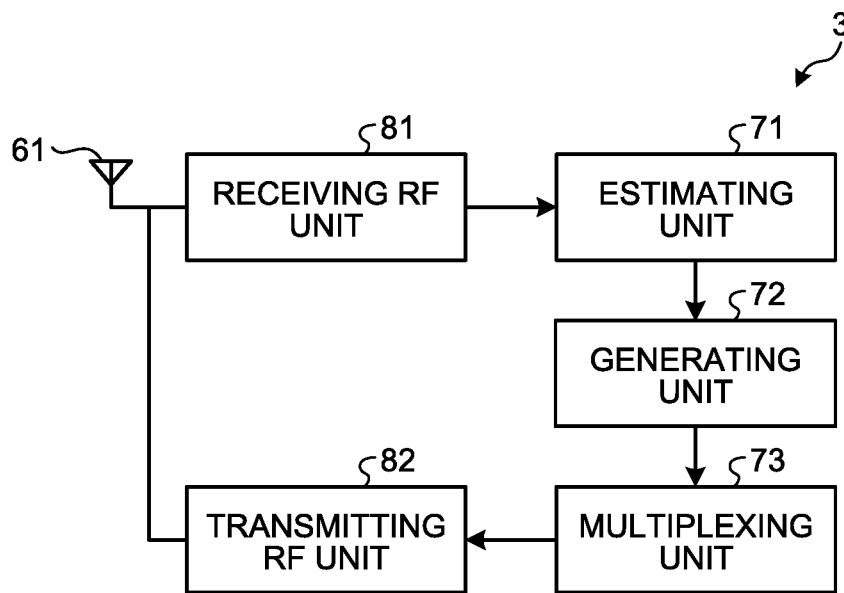 3
61
81
RECEIVING RF
UNIT
71
ESTIMATING
UNIT
72
GENERATING
UNIT
82
TRANSMITTING
RF UNIT
73
MULTIPLEXING
UNIT